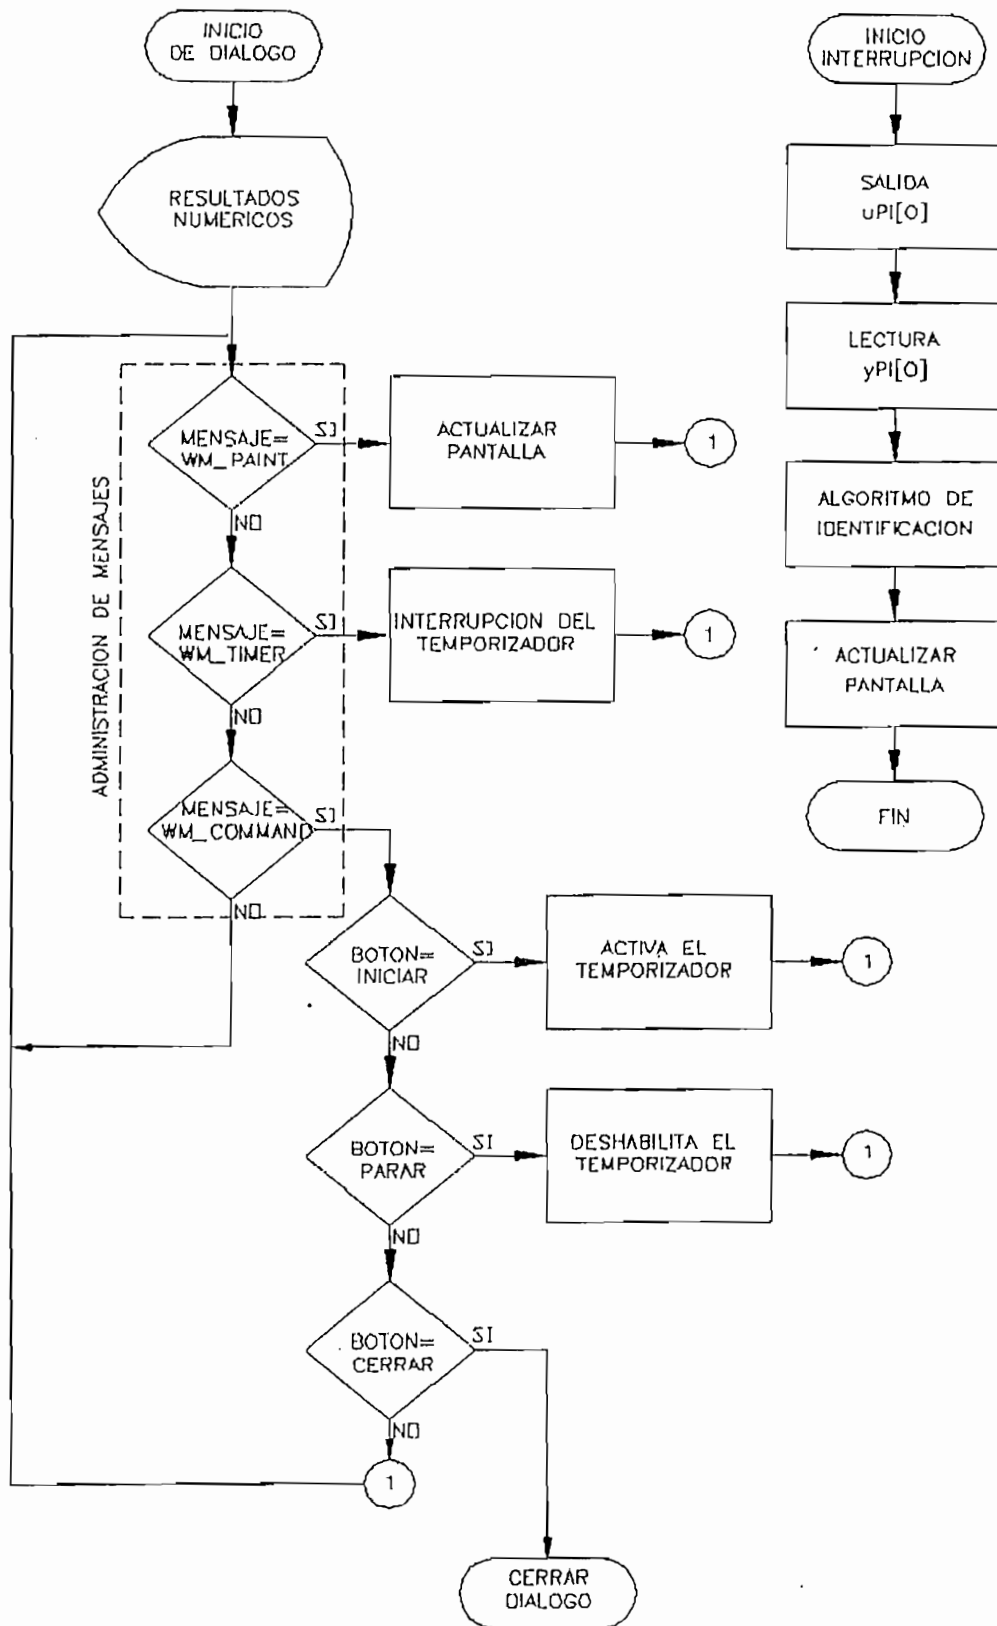 INICIO
DE DIALOGO
RESULTADOS
NUMERICOS
ADMINISTRACION DE MENSAJES
MENSAJE=
WM_PAINT
SI
ACTUALIZAR
PANTALLA
1
NO
MENSAJE=
WM_TIMER
SI
INTERRUPCION DEL
TEMPORIZADOR
1
NO
MENSAJE=
WM_COMMAND
SI
NO
BOTON=
INICIAR
SI
ACTIVA EL
TEMPORIZADOR
1
NO
BOTON=
PARAR
SI
DESHABILITA EL
TEMPORIZADOR
1
NO
BOTON=
CERRAR
SI
NO
1
CERRAR
DIALOGO
INICIO
INTERRUPCION
SALIDA
uPI[0]
LECTURA
yPI[0]
ALGORITMO DE
IDENTIFICACION
ACTUALIZAR
PANTALLA
FIN